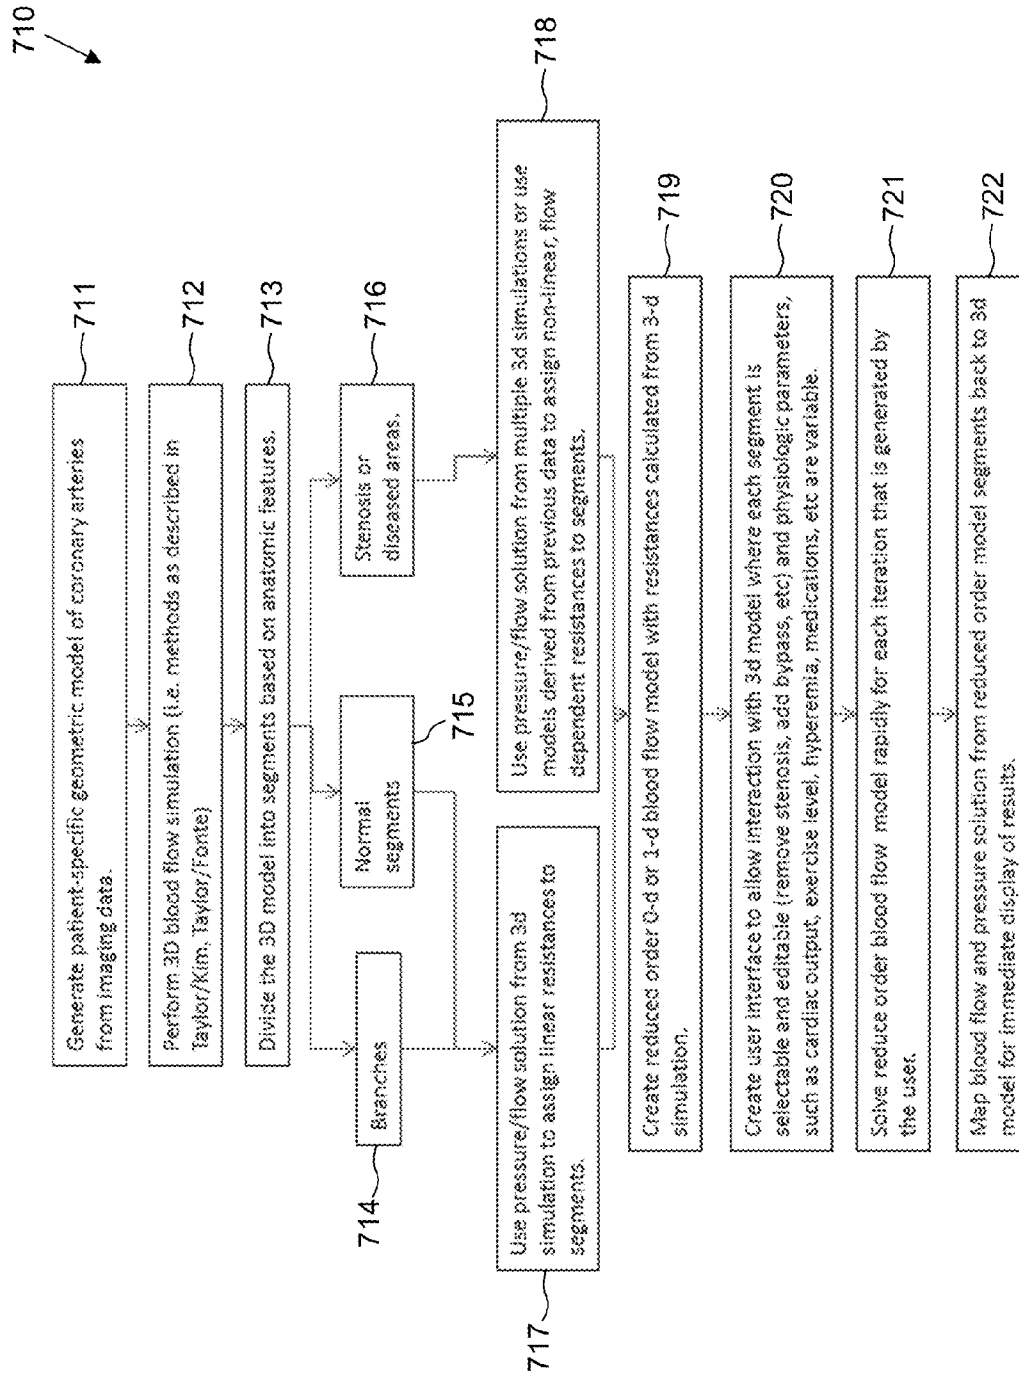 710
Generate patient-specific geometric model of coronary arteries
from imaging data.
711
Perform 3D blood flow simulation (i.e. methods as described in
Taylor/Kim, Taylor/Fonte)
712
Divide the 3D model into segments based on anatomic features.
713
Branches
714
Normal
segments
715
Stenosis or
diseased areas.
716
Use pressure/flow solution from 3d
simulation to assign linear resistances to
segments.
717
Use pressure/flow solution from multiple 3d simulations or use
models derived from previous data to assign non-linear, flow
dependent resistances to segments.
718
Create reduced order 0-d or 1-d blood flow model with resistances calculated from 3-d
simulation.
719
Create user interface to allow interaction with 3d model where each segment is
selectable and editable (remove stenosis, add bypass, etc) and physiologic parameters,
such as cardiac output, exercise level, hyperemia, medications, etc are variable.
720
Solve reduce order blood flow model rapidly for each iteration that is generated by
the user.
721
Map blood flow and pressure solution from reduced order model segments back to 3d
model for immediate display of results.
722